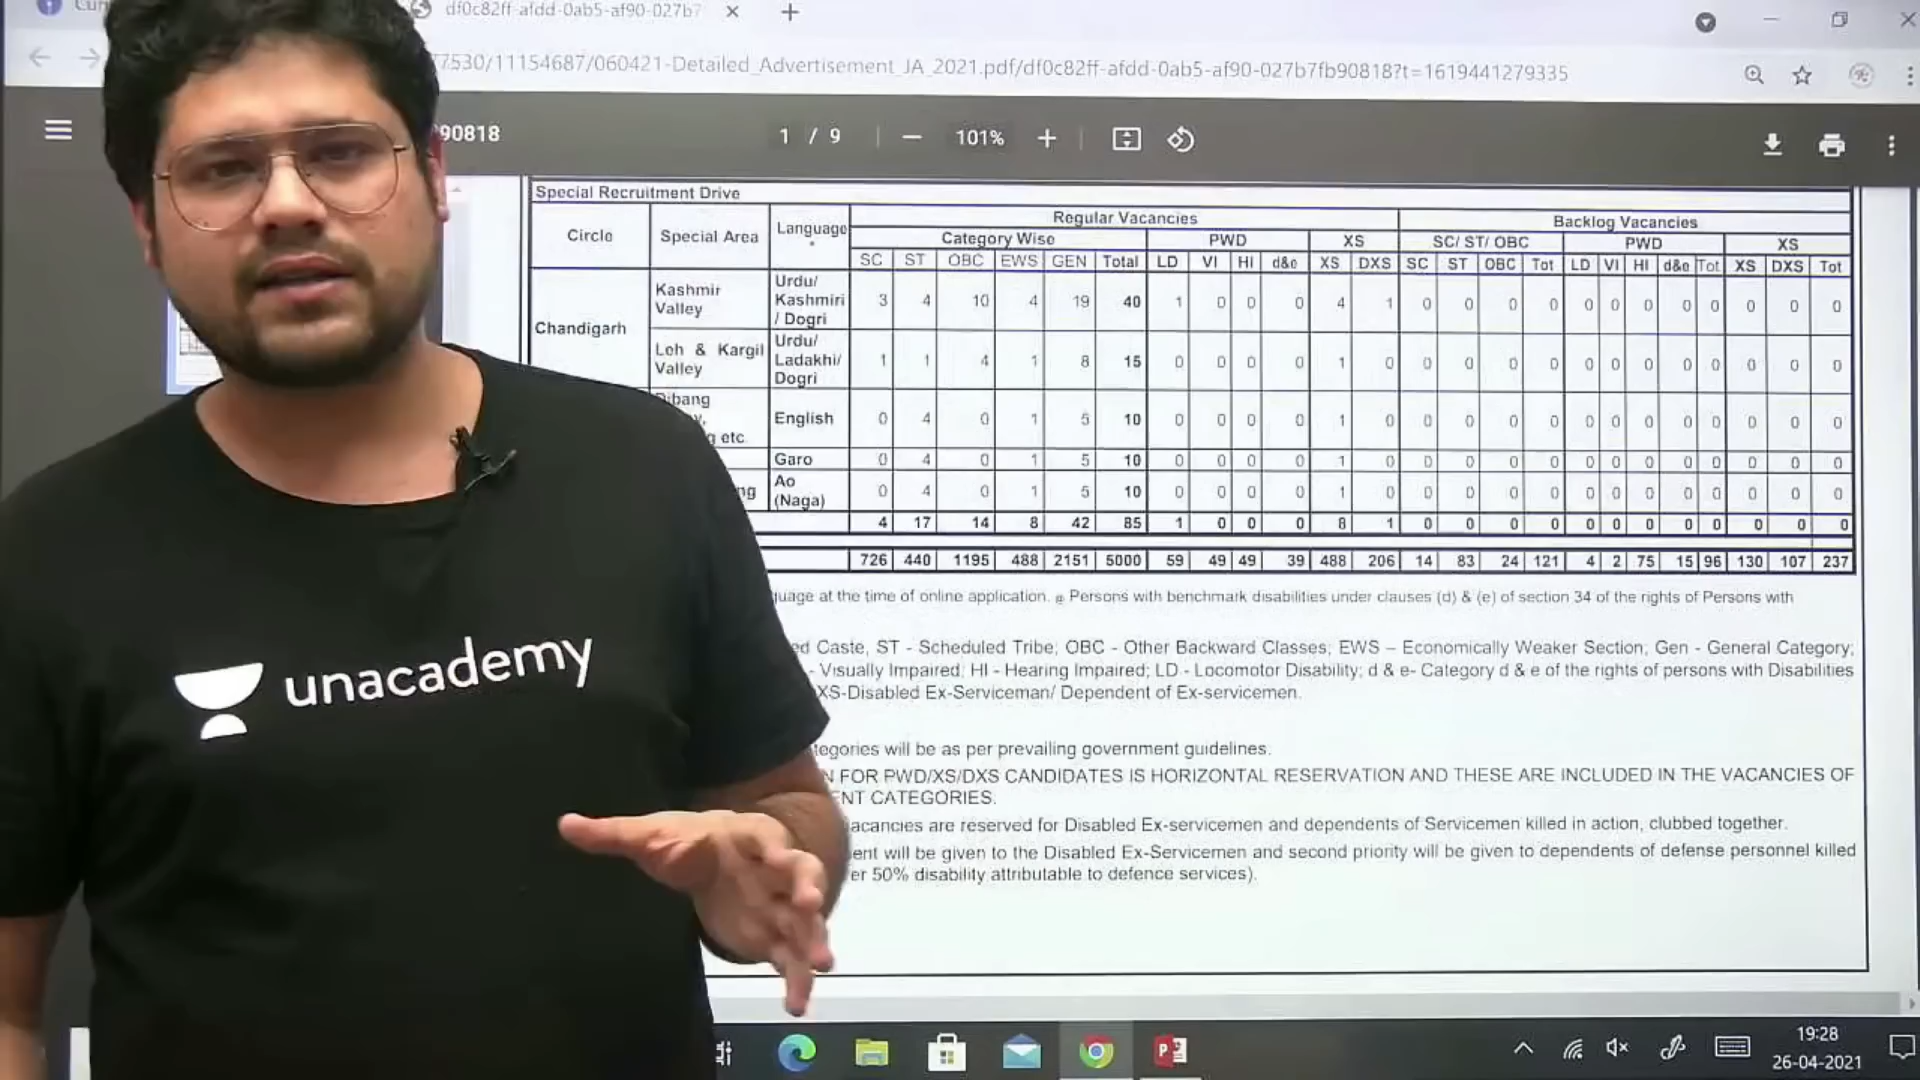 df0c82ff-afdd-0ab5-af90-027b7
77530/11154687/060421-Detailed_Advertisement_JA_2021.pdf/df0c82ff-afdd-0ab5-af90-027b7fb90818?t=1619441279335
90818
1 / 9
101%
Special Recruitment Drive
Circle Special Area Language * Regular Vacancies Backlog Vacancies
Category Wise PWD XS SC/ ST/ OBC PWD XS
SC ST OBC EWS GEN Total LD VI HI d&e XS DXS SC ST OBC Tot LD VI HI d&e Tot XS DXS Tot
Chandigarh
Kashmir Valley Urdu/ Kashmiri / Dogri 3 4 10 4 19 40 1 0 0 0 4 1 0 0 0 0 0 0 0 0 0 0 0 0
Leh & Kargil Valley Urdu/ Ladakhi/ Dogri 1 1 4 1 8 15 0 0 0 0 1 0 0 0 0 0 0 0 0 0 0 0 0 0
Dibang
g etc
English 0 4 0 1 5 10 0 0 0 0 1 0 0 0 0 0 0 0 0 0 0 0 0 0
Garo 0 4 0 1 5 10 0 0 0 0 1 0 0 0 0 0 0 0 0 0 0 0 0 0
ng Ao (Naga) 0 4 0 1 5 10 0 0 0 0 1 0 0 0 0 0 0 0 0 0 0 0 0 0
4 17 14 8 42 85 1 0 0 0 8 1 0 0 0 0 0 0 0 0 0 0 0 0
726 440 1195 488 2151 5000 59 49 49 39 488 206 14 83 24 121 4 2 75 15 96 130 107 237
uage at the time of online application. @ Persons with benchmark disabilities under clauses (d) & (e) of section 34 of the rights of Persons with
ed Caste, ST - Scheduled Tribe; OBC - Other Backward Classes; EWS – Economically Weaker Section; Gen - General Category;
- Visually Impaired; HI - Hearing Impaired; LD - Locomotor Disability; d & e- Category d & e of the rights of persons with Disabilities
XS-Disabled Ex-Serviceman/ Dependent of Ex-servicemen.
tegories will be as per prevailing government guidelines.
N FOR PWD/XS/DXS CANDIDATES IS HORIZONTAL RESERVATION AND THESE ARE INCLUDED IN THE VACANCIES OF
NT CATEGORIES.
acancies are reserved for Disabled Ex-servicemen and dependents of Servicemen killed in action, clubbed together.
ent will be given to the Disabled Ex-Servicemen and second priority will be given to dependents of defense personnel killed
er 50% disability attributable to defence services).
unacademy
19:28
26-04-2021